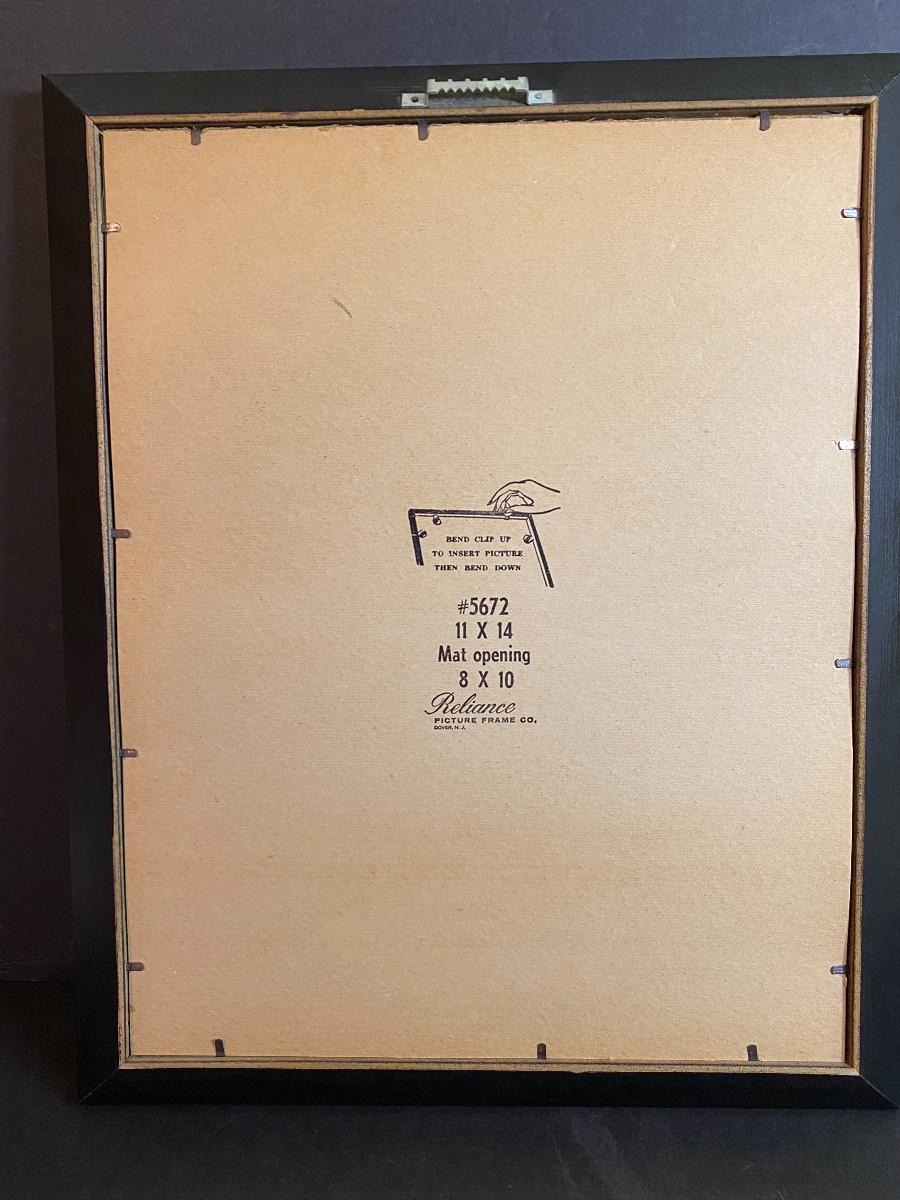 BEND CLIP UP
TO INSERT PICTURE
THEN BEND DOWN
#5672
11 X 14
Mat opening
8 X 10
Reliance
PICTURE FRAME CO.
DOVER, N. J.